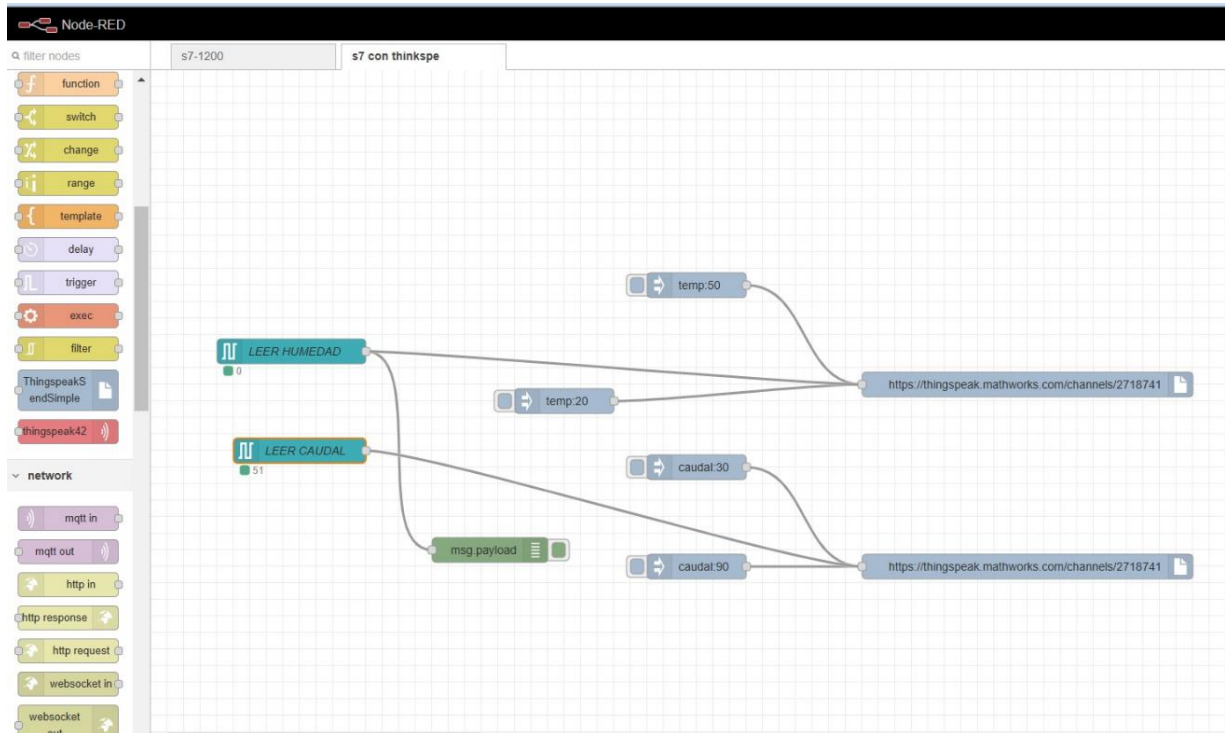 Node-RED
filter nodes
s7-1200
s7 con thinkspe
function
switch
change
range
template
delay
trigger
exec
filter
ThingspeakS
endSimple
thingspeak42
network
mqtt in
mqtt out
http in
http response
http request
websocket in
websocket
out
temp:50
LEER HUMEDAD
0
temp:20
https://thingspeak.mathworks.com/channels/2718741
LEER CAUDAL
51
caudal:30
msg.payload
caudal:90
https://thingspeak.mathworks.com/channels/2718741